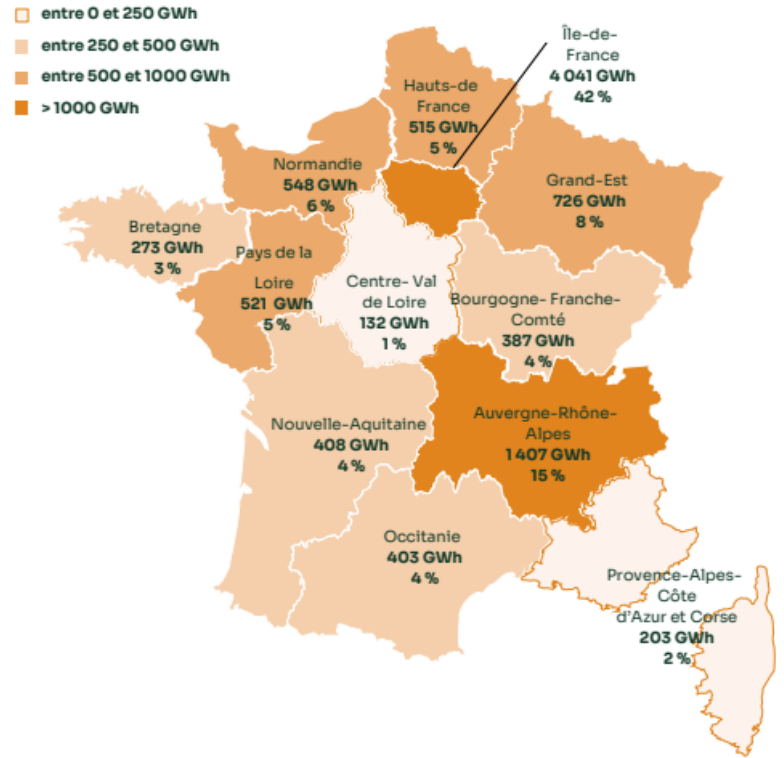 entre 0 et 250 GWh
entre 250 et 500 GWh
entre 500 et 1000 GWh
> 1000 GWh
Île-de-
France
4 041 GWh
42 %
Hauts-de
France
515 GWh
5 %
Normandie
548 GWh
6 %
Grand-Est
726 GWh
8 %
Bretagne
273 GWh
3 %
Pays de la
Loire
521 GWh
5 %
Centre- Val
de Loire
132 GWh
1 %
Bourgogne- Franche-
Comté
387 GWh
4 %
Nouvelle-Aquitaine
408 GWh
4 %
Auvergne-Rhône-
Alpes
1 407 GWh
15 %
Occitanie
403 GWh
4 %
Provence-Alpes-
Côte
d'Azur et Corse
203 GWh
2 %